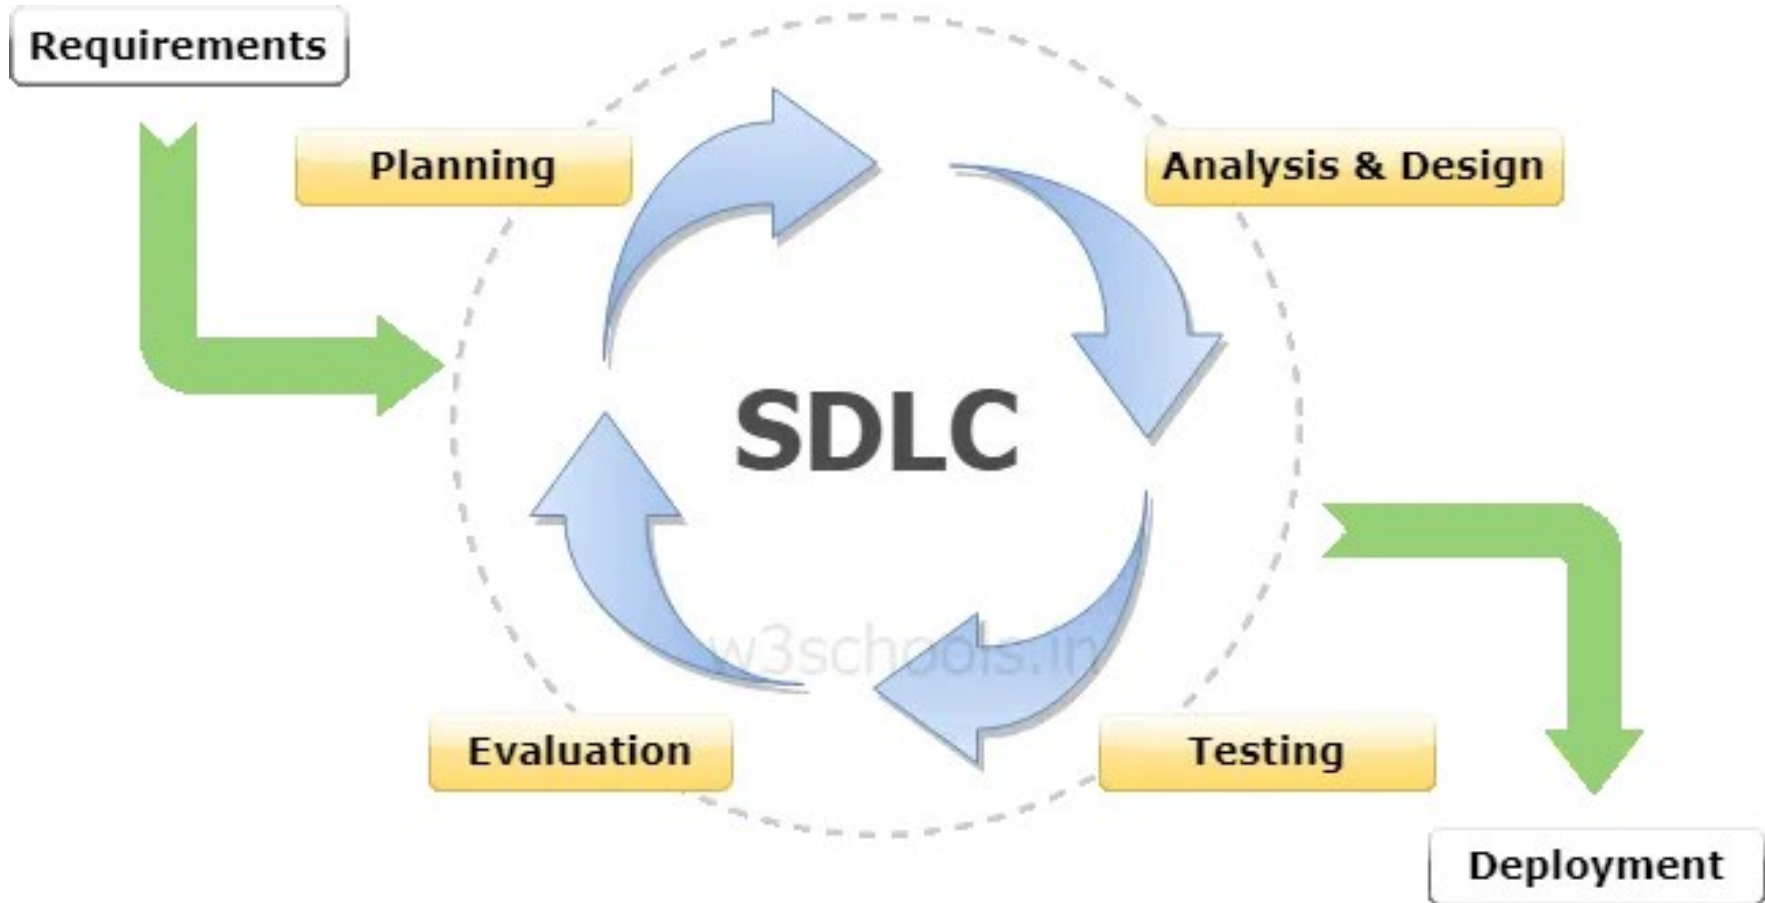 Requirements
Planning
Analysis & Design
SDLC
w3schools.in
Evaluation
Testing
Deployment